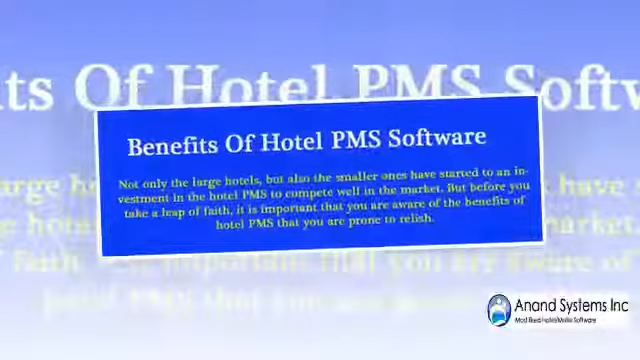 Benefits Of Hotel PMS Software
Not only the large hotels, but also the smaller ones have started to an in-
vestment in the hotel PMS to compete well in the market. But before you
take a leap of faith, it is important that you are aware of the benefits of
hotel PMS that you are prone to relish.
Anand Systems Inc